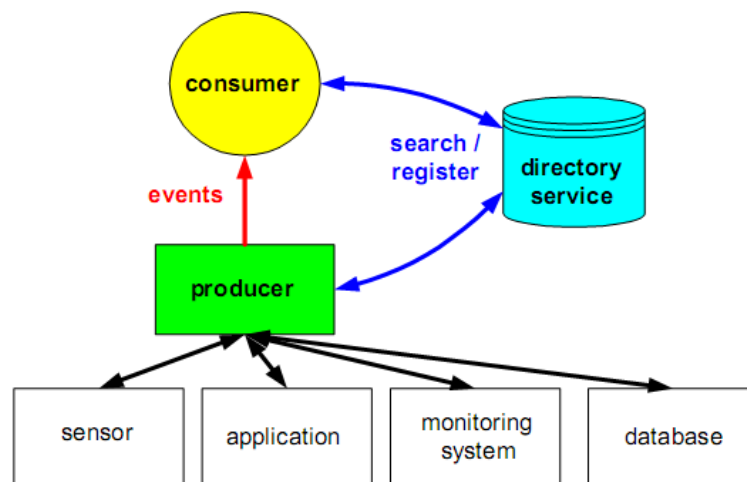 consumer
search /
register
directory
service
events
producer
sensor
application
monitoring
system
database